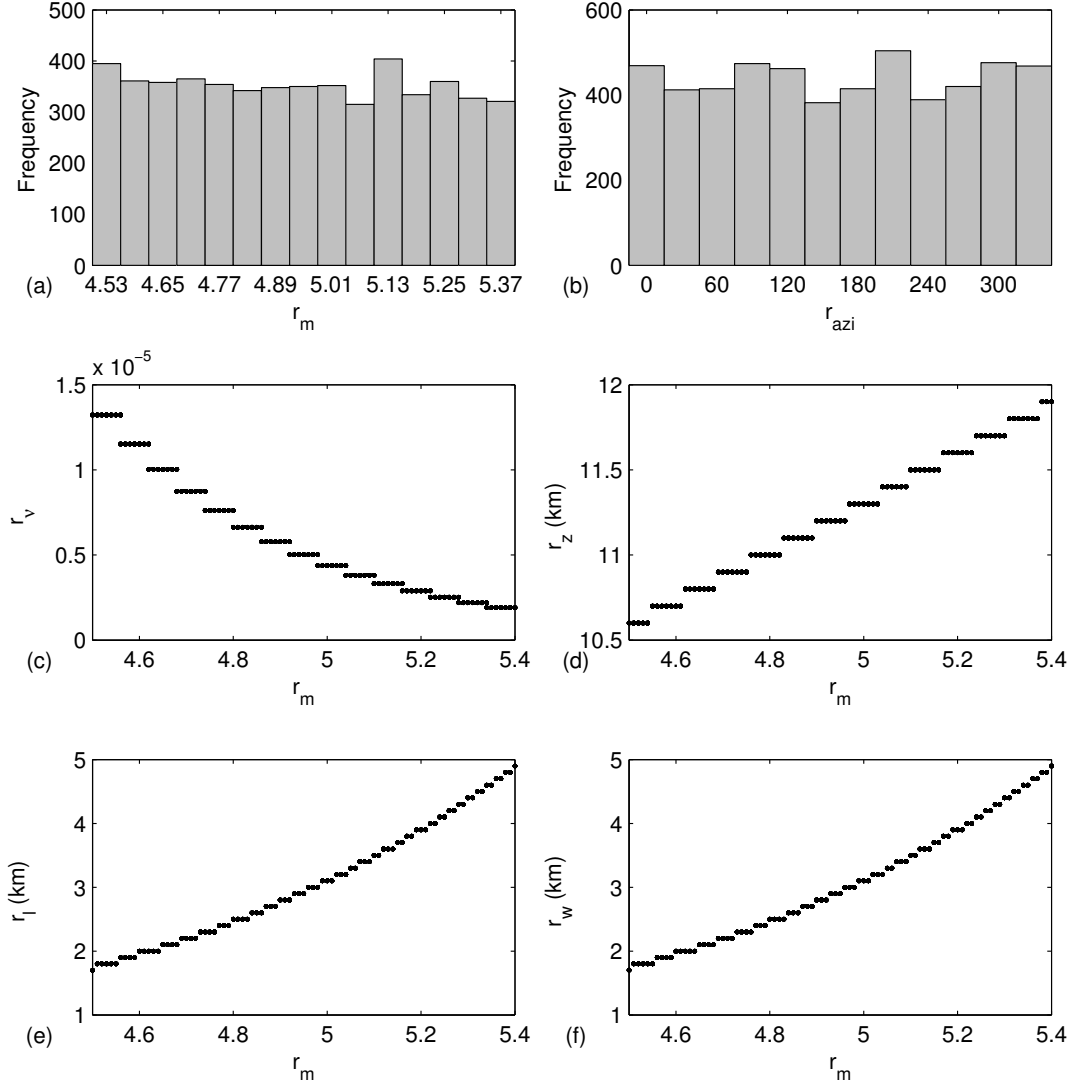 500
400
300
200
100
0
Frequency
4.53 4.65 4.77 4.89 5.01 5.13 5.25 5.37
(a)
r_m
600
400
200
0
Frequency
0 60 120 180 240 300
(b)
r_azi
x 10^−5
1.5
1
0.5
0
r_ν
4.6 4.8 5 5.2 5.4
(c)
r_m
12
11.5
11
10.5
r_z (km)
4.6 4.8 5 5.2 5.4
(d)
r_m
5
4
3
2
1
r_l (km)
4.6 4.8 5 5.2 5.4
(e)
r_m
5
4
3
2
1
r_w (km)
4.6 4.8 5 5.2 5.4
(f)
r_m